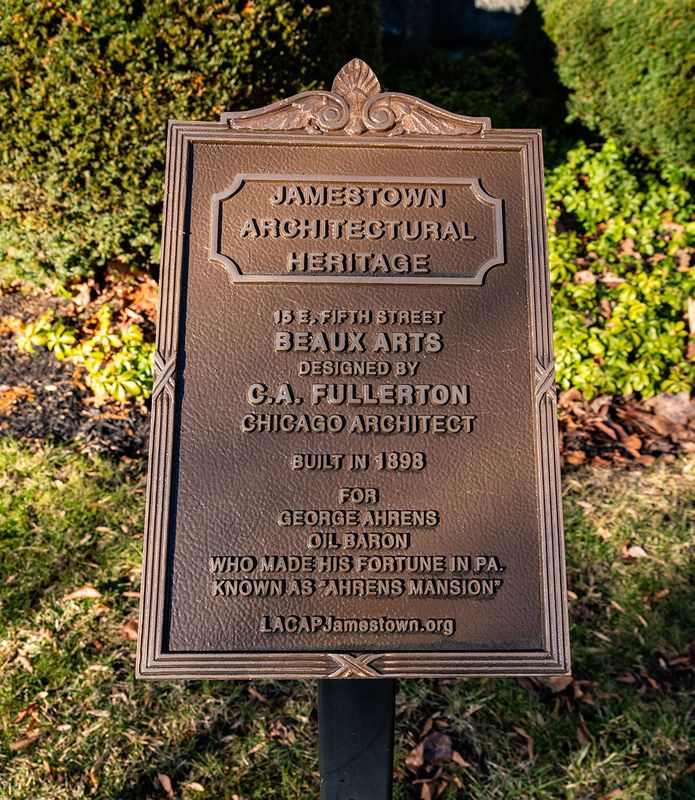 JAMESTOWN
ARCHITECTURAL
HERITAGE
15 E. FIFTH STREET
BEAUX ARTS
DESIGNED BY
C.A. FULLERTON
CHICAGO ARCHITECT
BUILT IN 1898
FOR
GEORGE AHRENS
OIL BARON
WHO MADE HIS FORTUNE IN PA.
KNOWN AS "AHRENS MANSION"
LACAPJamestown.org